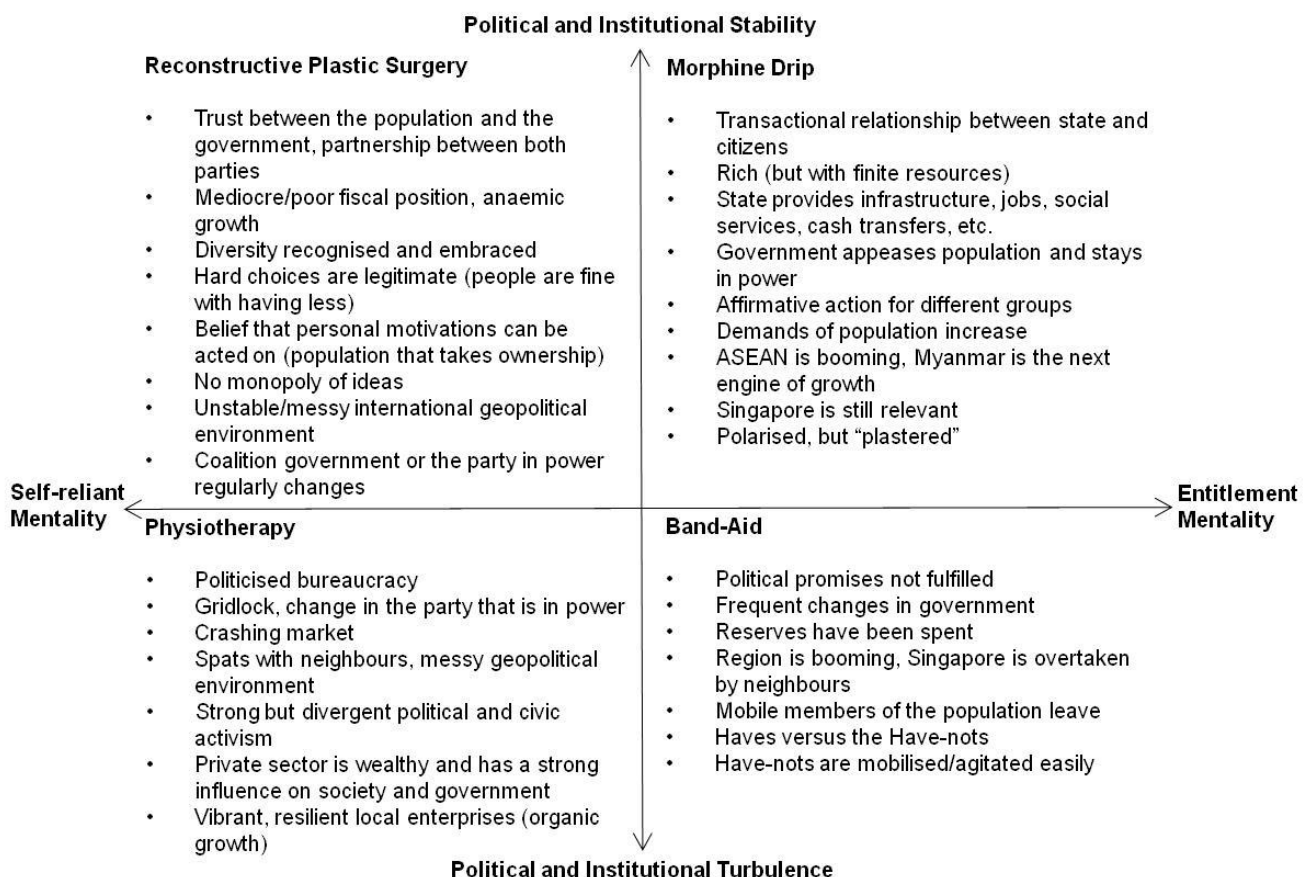 Political and Institutional Stability
Reconstructive Plastic Surgery
• Trust between the population and the
government, partnership between both
parties
• Mediocre/poor fiscal position, anaemic
growth
• Diversity recognised and embraced
• Hard choices are legitimate (people are fine
with having less)
• Belief that personal motivations can be
acted on (population that takes ownership)
• No monopoly of ideas
• Unstable/messy international geopolitical
environment
• Coalition government or the party in power
regularly changes
Morphine Drip
• Transactional relationship between state and
citizens
• Rich (but with finite resources)
• State provides infrastructure, jobs, social
services, cash transfers, etc.
• Government appeases population and stays
in power
• Affirmative action for different groups
• Demands of population increase
• ASEAN is booming, Myanmar is the next
engine of growth
• Singapore is still relevant
• Polarised, but “plastered”
Self-reliant
Mentality
Entitlement
Mentality
Physiotherapy
• Politicised bureaucracy
• Gridlock, change in the party that is in power
• Crashing market
• Spats with neighbours, messy geopolitical
environment
• Strong but divergent political and civic
activism
• Private sector is wealthy and has a strong
influence on society and government
• Vibrant, resilient local enterprises (organic
growth)
Band-Aid
• Political promises not fulfilled
• Frequent changes in government
• Reserves have been spent
• Region is booming, Singapore is overtaken
by neighbours
• Mobile members of the population leave
• Haves versus the Have-nots
• Have-nots are mobilised/agitated easily
Political and Institutional Turbulence